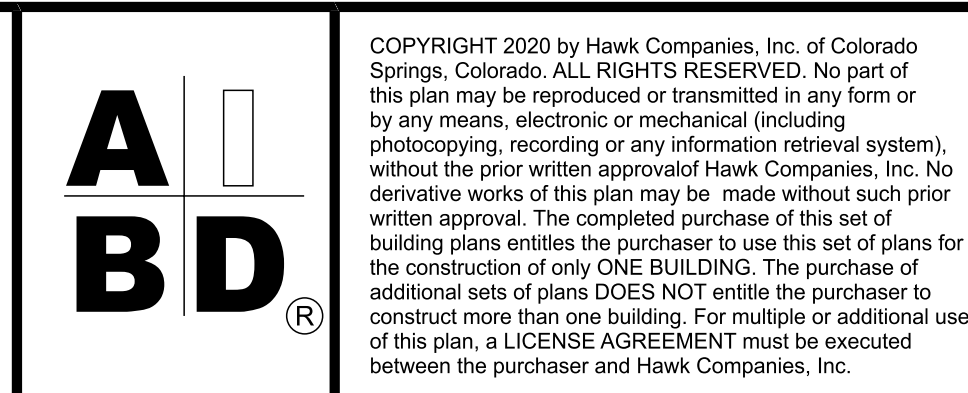 A I
B D
®
COPYRIGHT 2020 by Hawk Companies, Inc. of Colorado
Springs, Colorado. ALL RIGHTS RESERVED. No part of
this plan may be reproduced or transmitted in any form or
by any means, electronic or mechanical (including
photocopying, recording or any information retrieval system),
without the prior written approvalof Hawk Companies, Inc. No
derivative works of this plan may be  made without such prior
written approval. The completed purchase of this set of
building plans entitles the purchaser to use this set of plans for
the construction of only ONE BUILDING. The purchase of
additional sets of plans DOES NOT entitle the purchaser to
construct more than one building. For multiple or additional use
of this plan, a LICENSE AGREEMENT must be executed
between the purchaser and Hawk Companies, Inc.